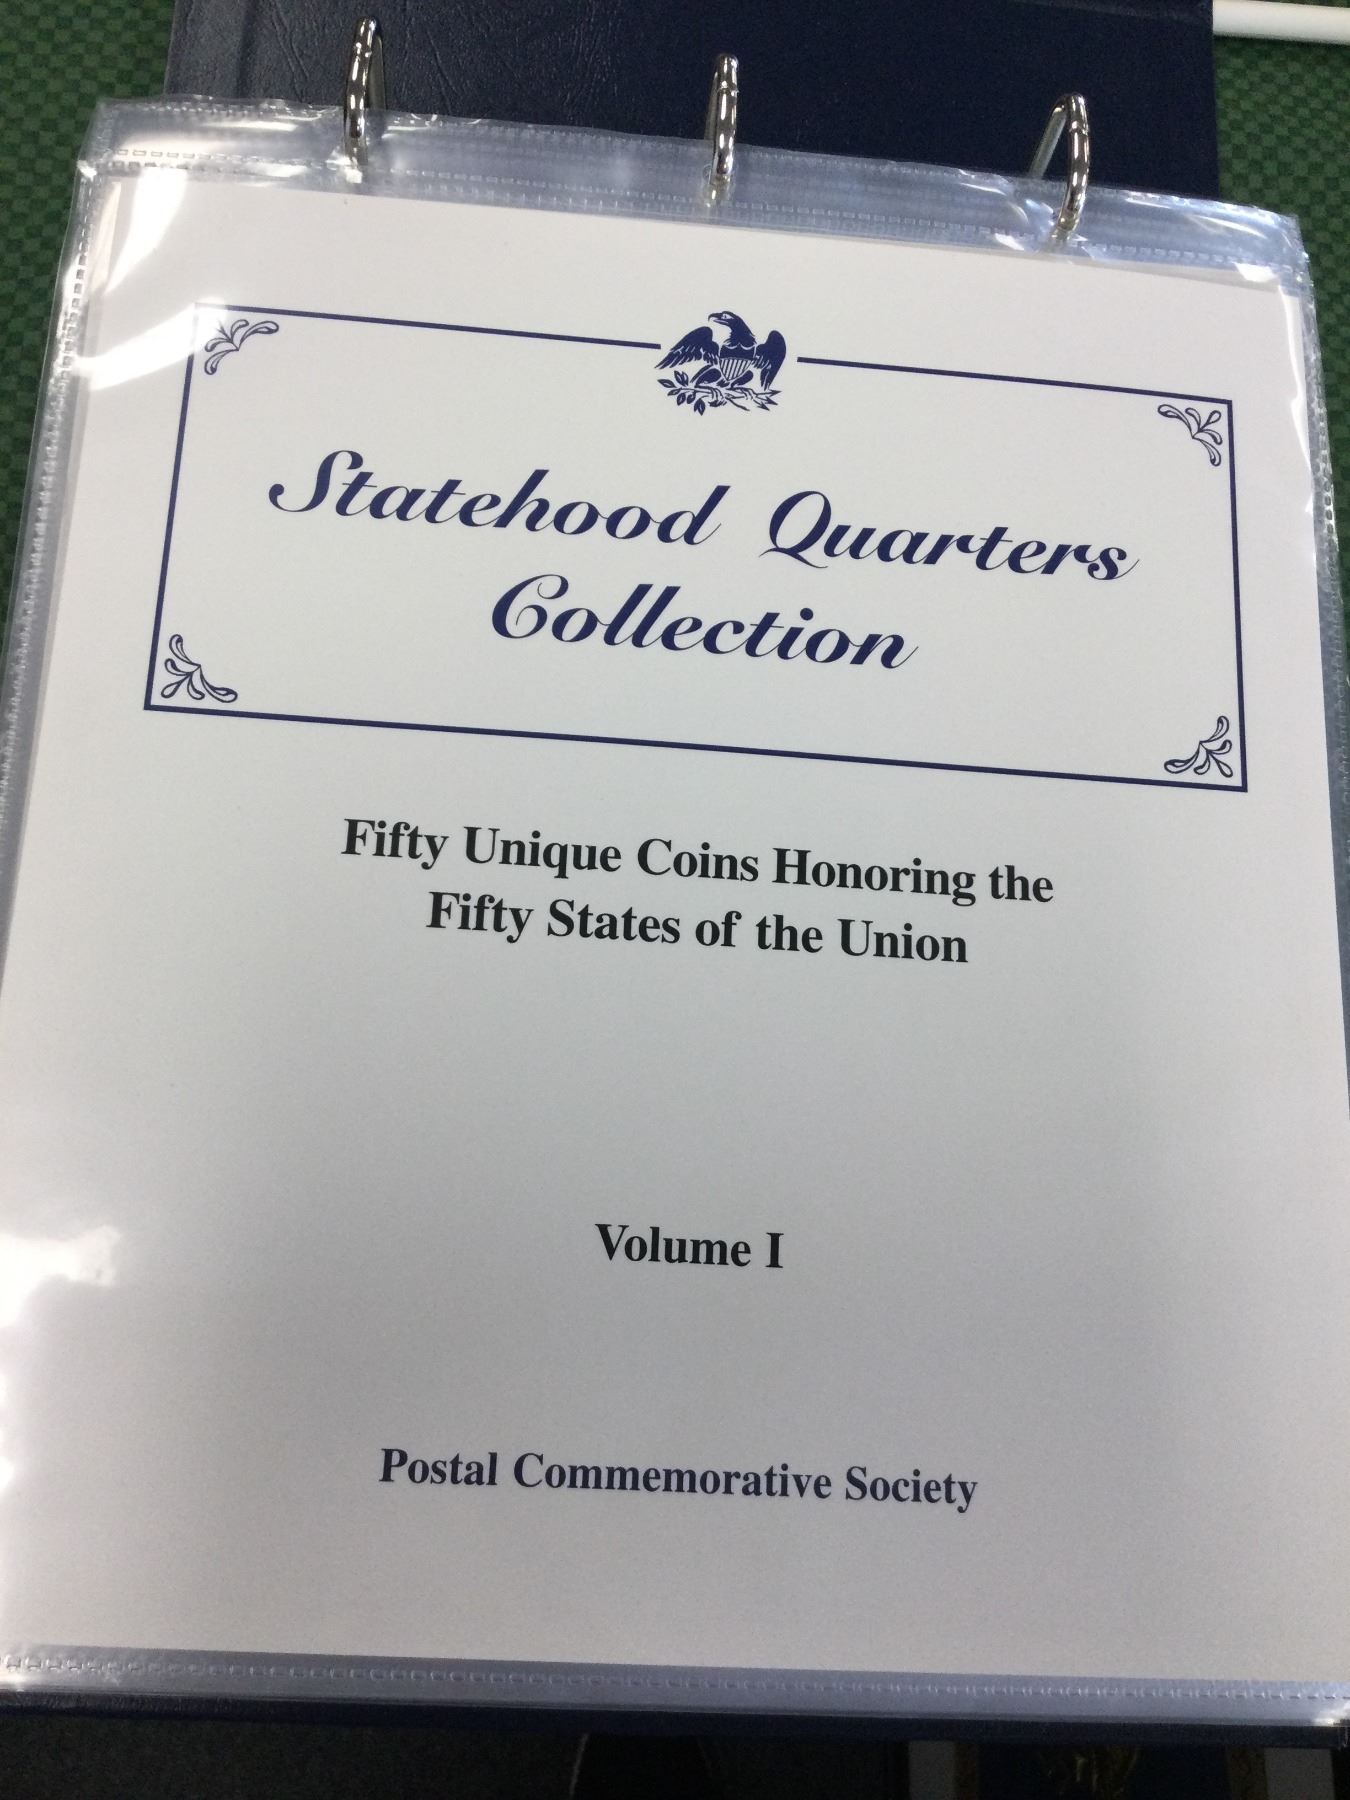 Statehood Quarters
Collection
Fifty Unique Coins Honoring the
Fifty States of the Union
Volume I
Postal Commemorative Society